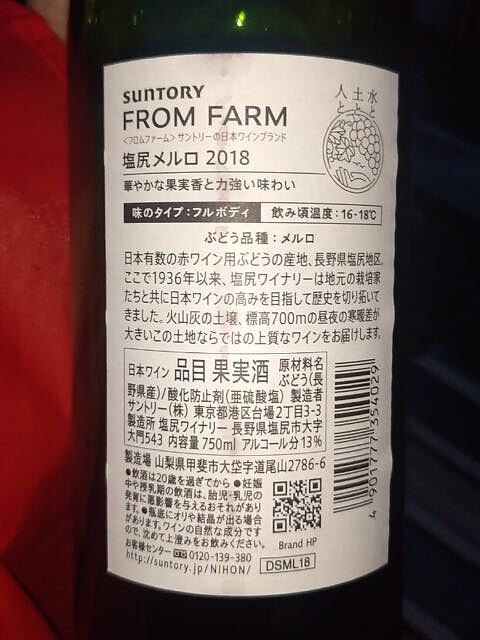 SUNTORY
FROM FARM
<フロムファーム>サントリーの日本ワインブランド
塩尻メルロ 2018
華やかな果実香と力強い味わい
水と
土と
人と
味のタイプ:フルボディ 飲み頃温度:16-18℃
ぶどう品種:メルロ
日本有数の赤ワイン用ぶどうの産地、長野県塩尻地区。
ここで1936年以来、塩尻ワイナリーは地元の栽培家
たちと共に日本ワインの高みを目指して歴史を切り拓いて
きました。火山灰の土壌、標高700mの昼夜の寒暖差が
大きいこの土地ならではの上質なワインをお届けします。
日本ワイン 品目 果実酒 原材料名
ぶどう(長
野県産)/酸化防止剤(亜硫酸塩) 製造者
サントリー(株) 東京都港区台場2丁目3-3
製造所 塩尻ワイナリー 長野県塩尻市大字
大門543 内容量 750ml アルコール分13%
製造場 山梨県甲斐市大垈字道尾山2786-6
●飲酒は20歳を過ぎてから ●妊娠
中や授乳期の飲酒は、胎児・乳児の
発育に悪影響を与えるおそれがあり
ます。●瓶底にオリや結晶が出る場合
がありますが、ワインの自然な成分です
ので、沈めて上澄みをお飲みください。
お客様センター 0120-139-380
http://suntory.jp/NIHON/
Brand HP
DSML18
4 901777 354029